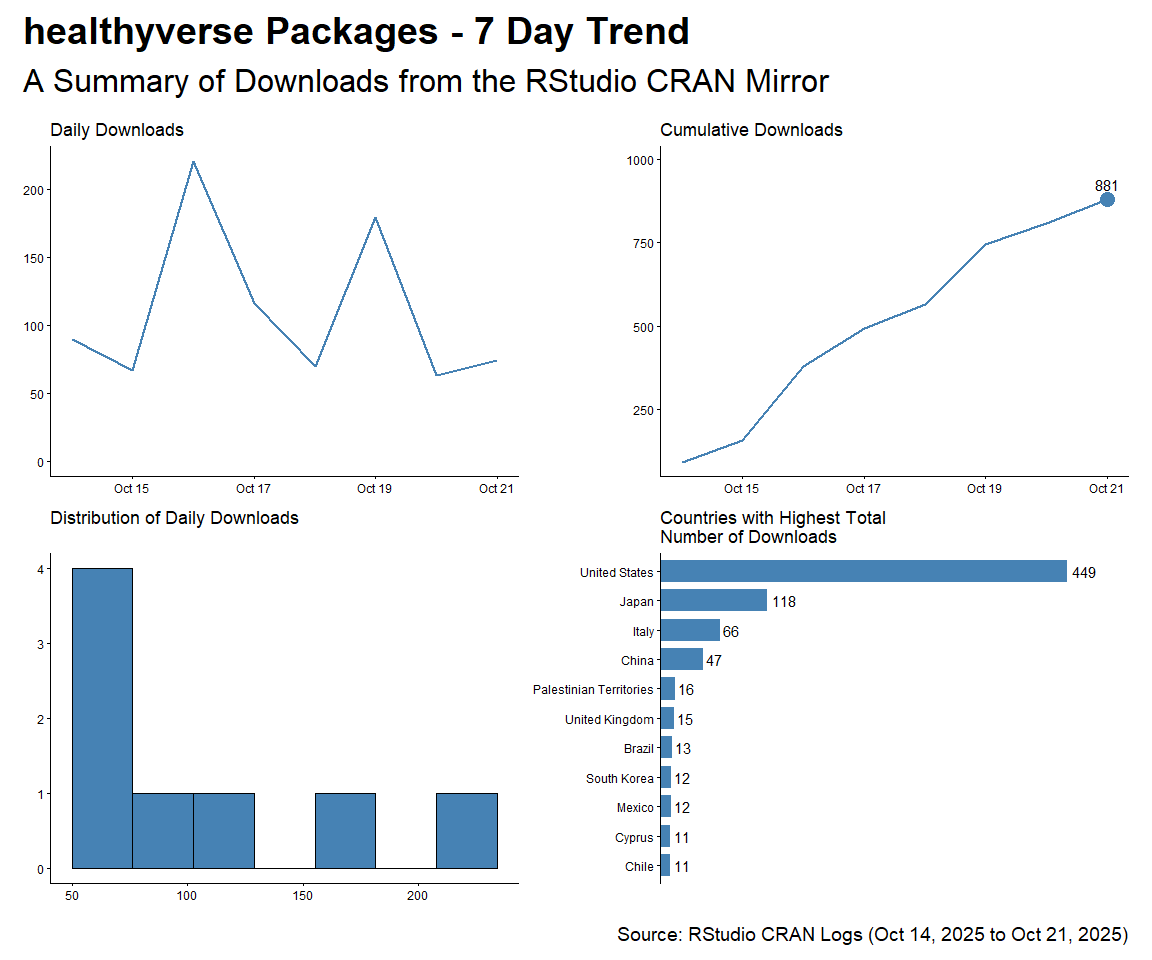 healthyverse Packages - 7 Day Trend
A Summary of Downloads from the RStudio CRAN Mirror
Daily Downloads
200
150
100
50
0
Oct 15
Oct 17
Oct 19
Oct 21
Cumulative Downloads
1000
750
500
250
881
Oct 15
Oct 17
Oct 19
Oct 21
Distribution of Daily Downloads
4
3
2
1
0
50
100
150
200
Countries with Highest Total
Number of Downloads
United States 449
Japan 118
Italy 66
China 47
Palestinian Territories 16
United Kingdom 15
Brazil 13
South Korea 12
Mexico 12
Cyprus 11
Chile 11
Source: RStudio CRAN Logs (Oct 14, 2025 to Oct 21, 2025)